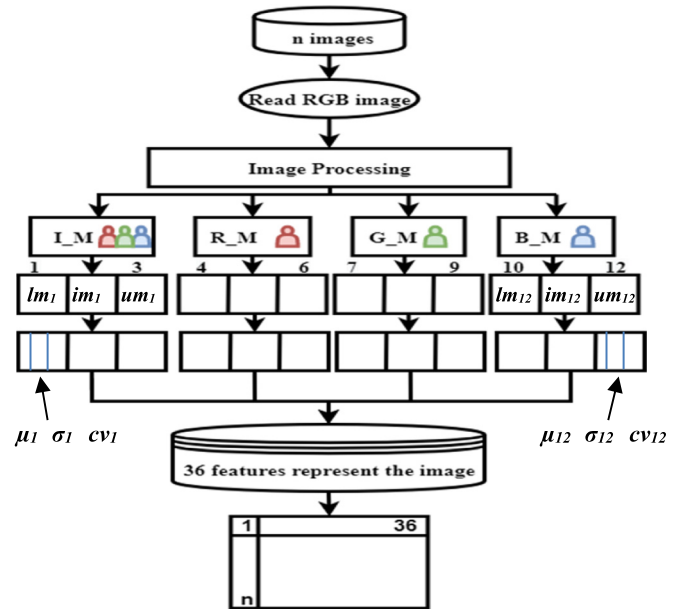 n images
Read RGB image
Image Processing
I_M R_M G_M B_M
1 3 4 6 7 9 10 12
lm₁ im₁ um₁ lm₁₂ im₁₂ um₁₂
μ₁ σ₁ cv₁ μ₁₂ σ₁₂ cv₁₂
36 features represent the image
1 36
n